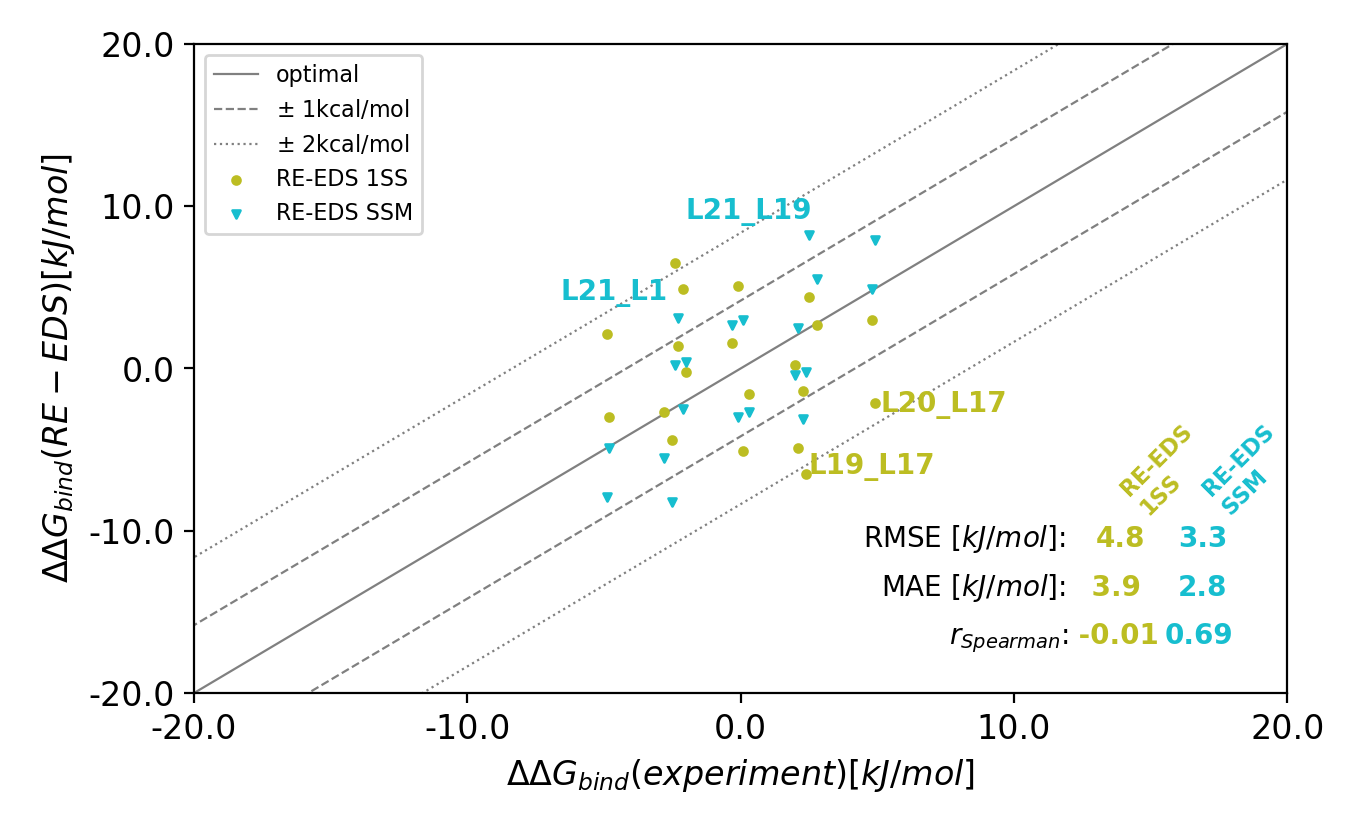 20.0
10.0
0.0
-10.0
-20.0
ΔΔG_bind(RE − EDS)[kJ/mol]
optimal
± 1kcal/mol
± 2kcal/mol
RE-EDS 1SS
RE-EDS SSM
L21_L19
L21_L1
L20_L17
L19_L17
RE-EDS
1SS
RE-EDS
SSM
RMSE [kJ/mol]: 4.8 3.3
MAE [kJ/mol]: 3.9 2.8
r_Spearman: -0.01 0.69
-20.0 -10.0 0.0 10.0 20.0
ΔΔG_bind(experiment)[kJ/mol]